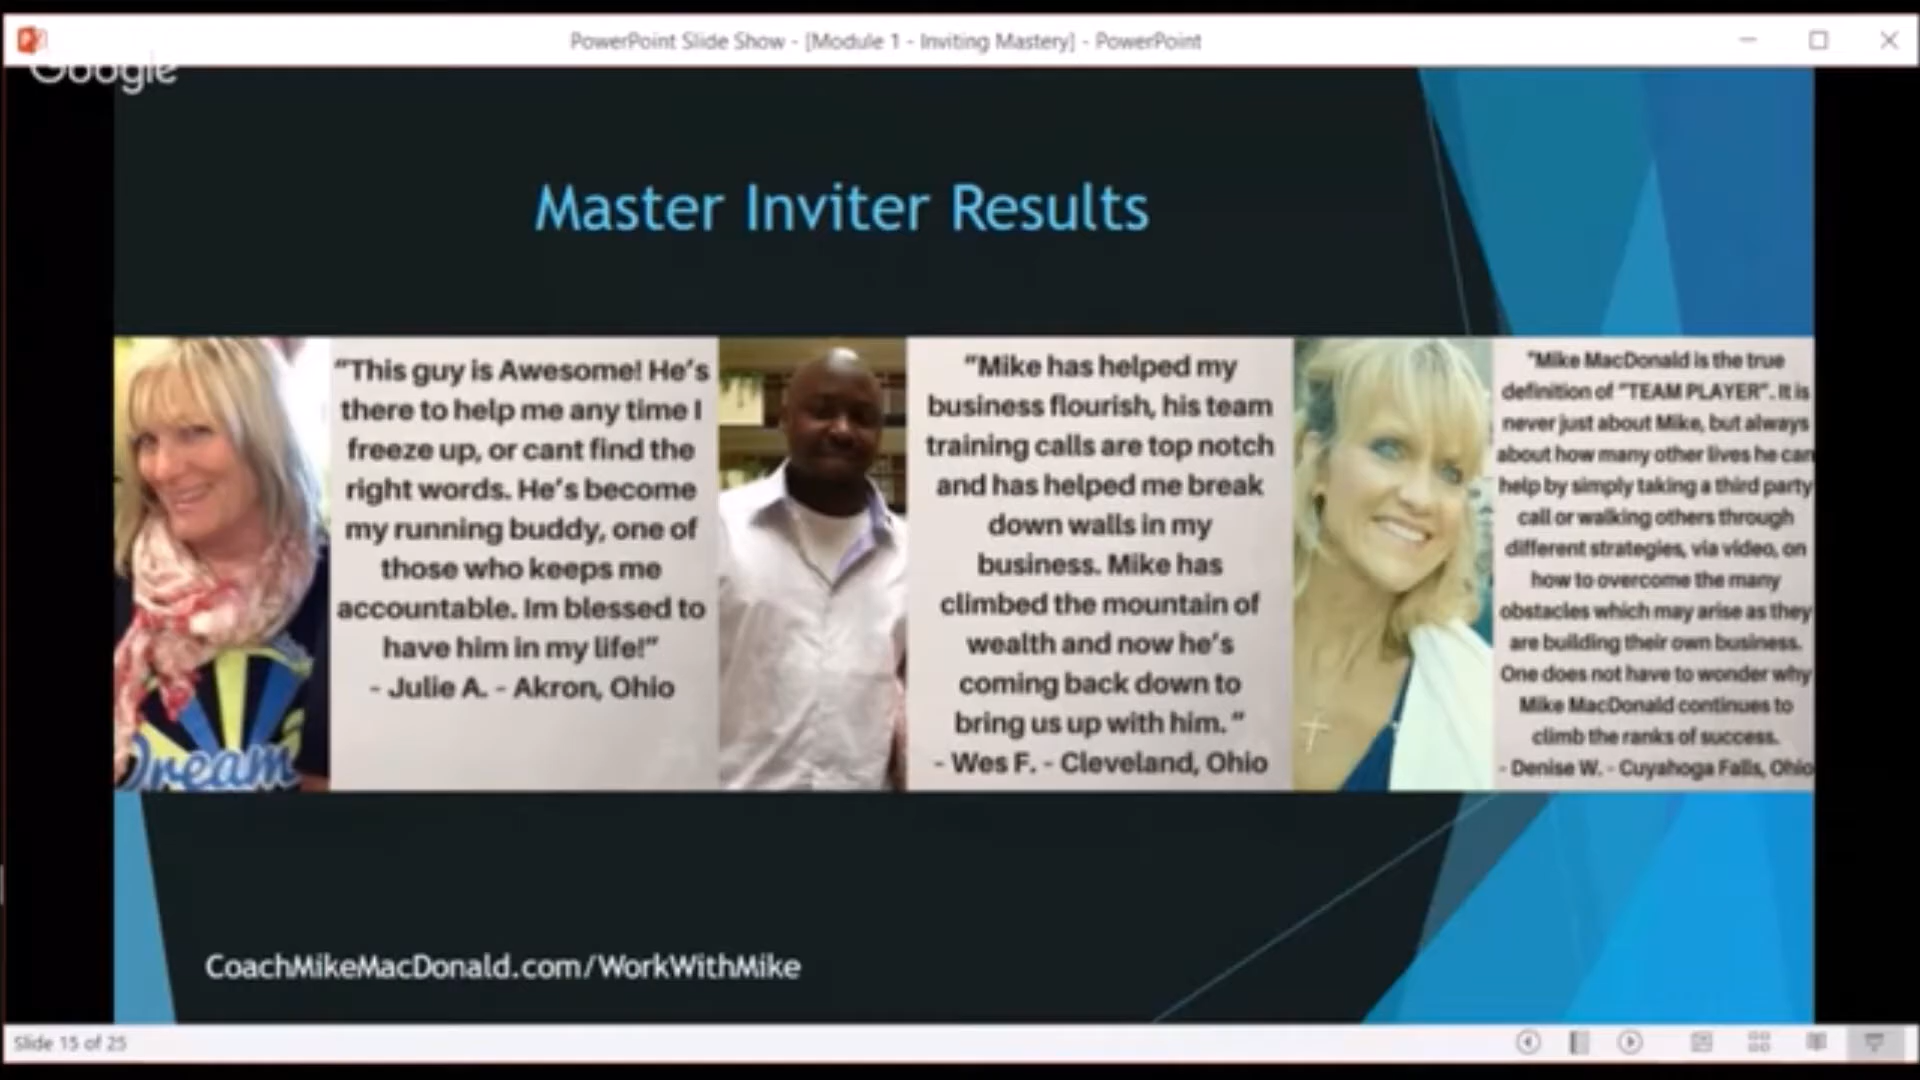 PowerPoint Slide Show - [Module 1 - Inviting Mastery] - PowerPoint
Google
Master Inviter Results
"This guy is Awesome! He's
there to help me any time I
freeze up, or cant find the
right words. He's become
my running buddy, one of
those who keeps me
accountable. Im blessed to
have him in my life!"
- Julie A. - Akron, Ohio
Dream
"Mike has helped my
business flourish, his team
training calls are top notch
and has helped me break
down walls in my
business. Mike has
climbed the mountain of
wealth and now he's
coming back down to
bring us up with him. "
- Wes F. - Cleveland, Ohio
"Mike MacDonald is the true
definition of "TEAM PLAYER". It is
never just about Mike, but always
about how many other lives he can
help by simply taking a third party
call or walking others through
different strategies, via video, on
how to overcome the many
obstacles which may arise as they
are building their own business.
One does not have to wonder why
Mike MacDonald continues to
climb the ranks of success.
- Denise W. - Cuyahoga Falls, Ohio
CoachMikeMacDonald.com/WorkWithMike
Slide 15 of 25